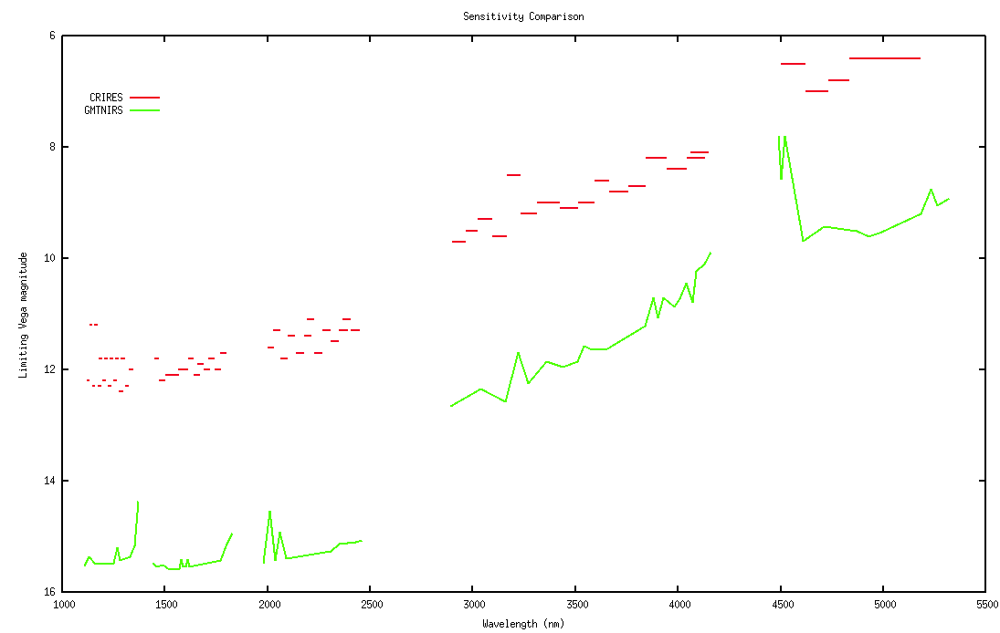 Sensitivity Comparison
6
CRIRES
GMTNIRS
8
10
Limiting Vega magnitude
12
14
16
1000 1500 2000 2500 3000 3500 4000 4500 5000 5500
Wavelength (nm)